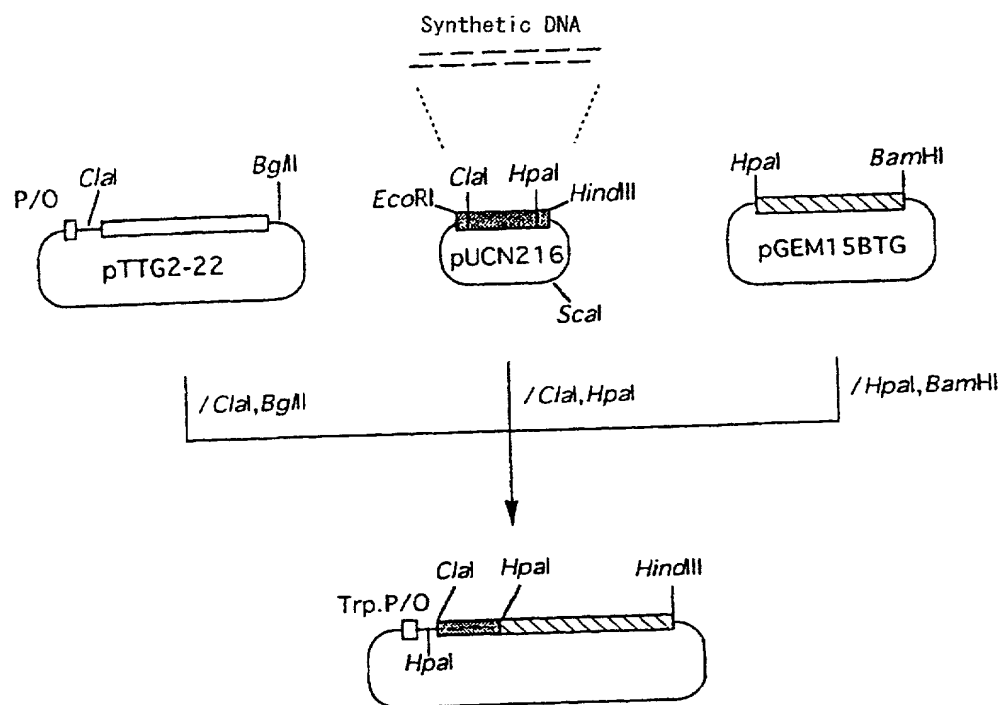 Synthetic DNA
P/O
ClaI
BglII
EcoRI
ClaI
HpaI
HindIII
HpaI
BamHI
pTTG2-22
pUCN216
pGEM15BTG
ScaI
/ClaI,BglII
/ClaI,HpaI
/HpaI,BamHI
Trp.P/O
ClaI
HpaI
HindIII
HpaI